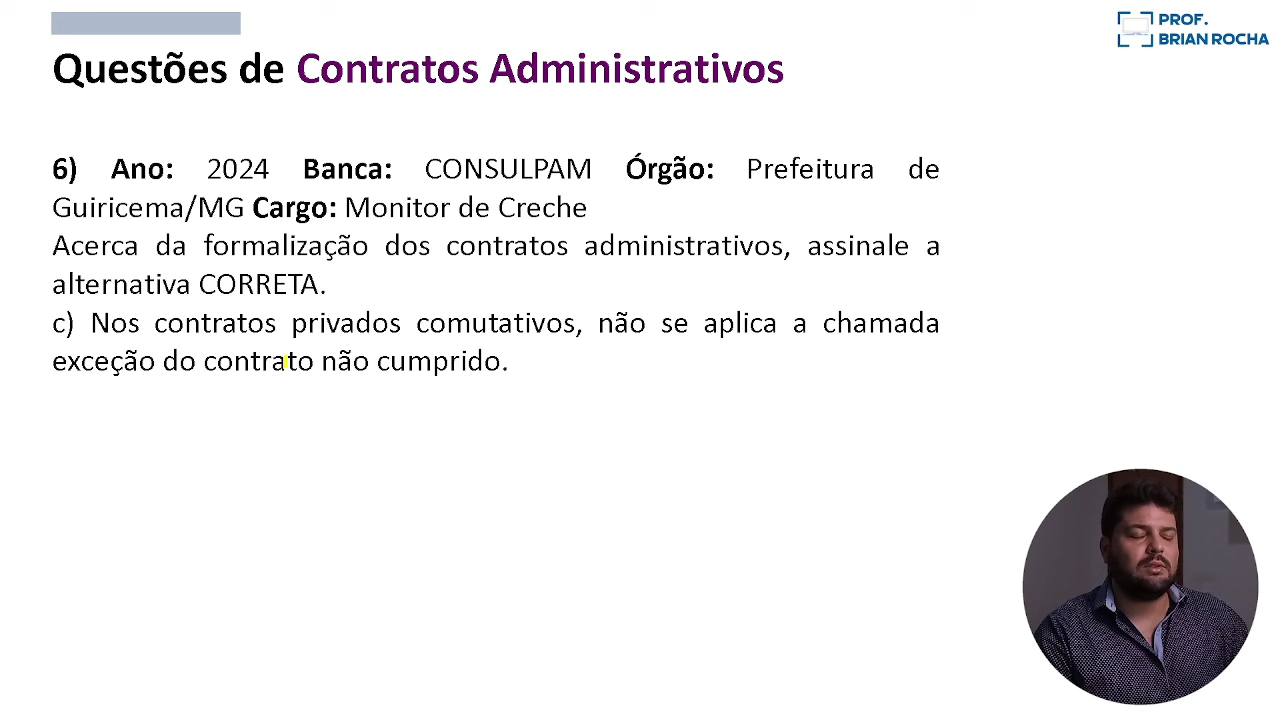 PROF.
BRIAN ROCHA
Questões de Contratos Administrativos
6) Ano: 2024 Banca: CONSULPAM Órgão: Prefeitura de
Guiricema/MG Cargo: Monitor de Creche
Acerca da formalização dos contratos administrativos, assinale a
alternativa CORRETA.
c) Nos contratos privados comutativos, não se aplica a chamada
exceção do contrato não cumprido.